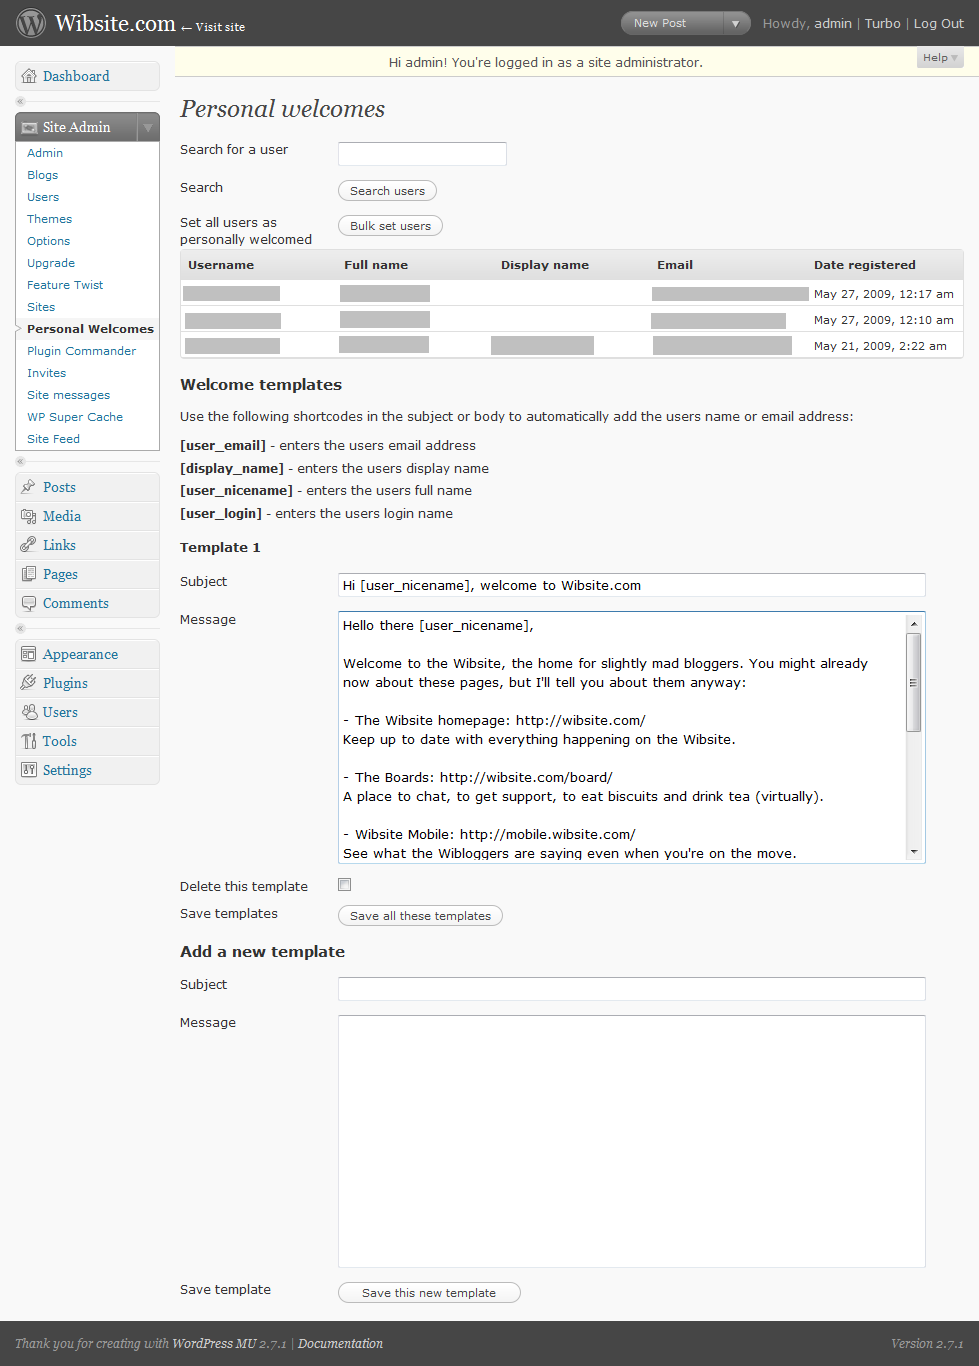 Wibsite.com ← Visit site
New Post
Howdy, admin | Turbo | Log Out
Hi admin! You're logged in as a site administrator.
Help
Dashboard
Site Admin
Admin
Blogs
Users
Themes
Options
Upgrade
Feature Twist
Sites
Personal Welcomes
Plugin Commander
Invites
Site messages
WP Super Cache
Site Feed
Posts
Media
Links
Pages
Comments
Appearance
Plugins
Users
Tools
Settings
Personal welcomes
Search for a user
Search
Search users
Set all users as
personally welcomed
Bulk set users
Username Full name Display name Email Date registered
May 27, 2009, 12:17 am
May 27, 2009, 12:10 am
May 21, 2009, 2:22 am
Welcome templates
Use the following shortcodes in the subject or body to automatically add the users name or email address:
[user_email] - enters the users email address
[display_name] - enters the users display name
[user_nicename] - enters the users full name
[user_login] - enters the users login name
Template 1
Subject
Hi [user_nicename], welcome to Wibsite.com
Message
Hello there [user_nicename],
Welcome to the Wibsite, the home for slightly mad bloggers. You might already
now about these pages, but I'll tell you about them anyway:
- The Wibsite homepage: http://wibsite.com/
Keep up to date with everything happening on the Wibsite.
- The Boards: http://wibsite.com/board/
A place to chat, to get support, to eat biscuits and drink tea (virtually).
- Wibsite Mobile: http://mobile.wibsite.com/
See what the Wibloggers are saying even when you're on the move.
Delete this template
Save templates
Save all these templates
Add a new template
Subject
Message
Save template
Save this new template
Thank you for creating with WordPress MU 2.7.1 | Documentation
Version 2.7.1